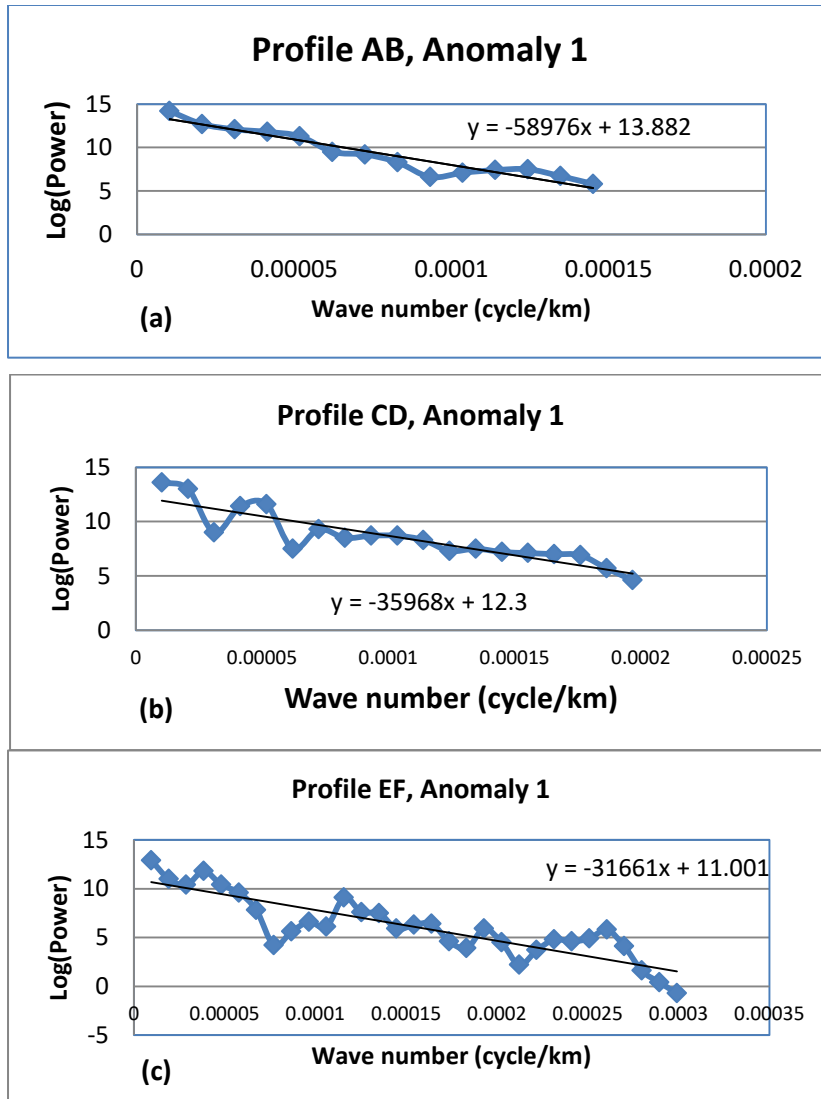 Profile AB, Anomaly 1
15
10
5
0
Log(Power)
y = -58976x + 13.882
0 0.00005 0.0001 0.00015 0.0002
Wave number (cycle/km)
(a)
Profile CD, Anomaly 1
15
10
5
0
Log(Power)
y = -35968x + 12.3
0 0.00005 0.0001 0.00015 0.0002 0.00025
Wave number (cycle/km)
(b)
Profile EF, Anomaly 1
15
10
5
0
-5
Log(Power)
y = -31661x + 11.001
0 0.00005 0.0001 0.00015 0.0002 0.00025 0.0003 0.00035
Wave number (cycle/km)
(c)